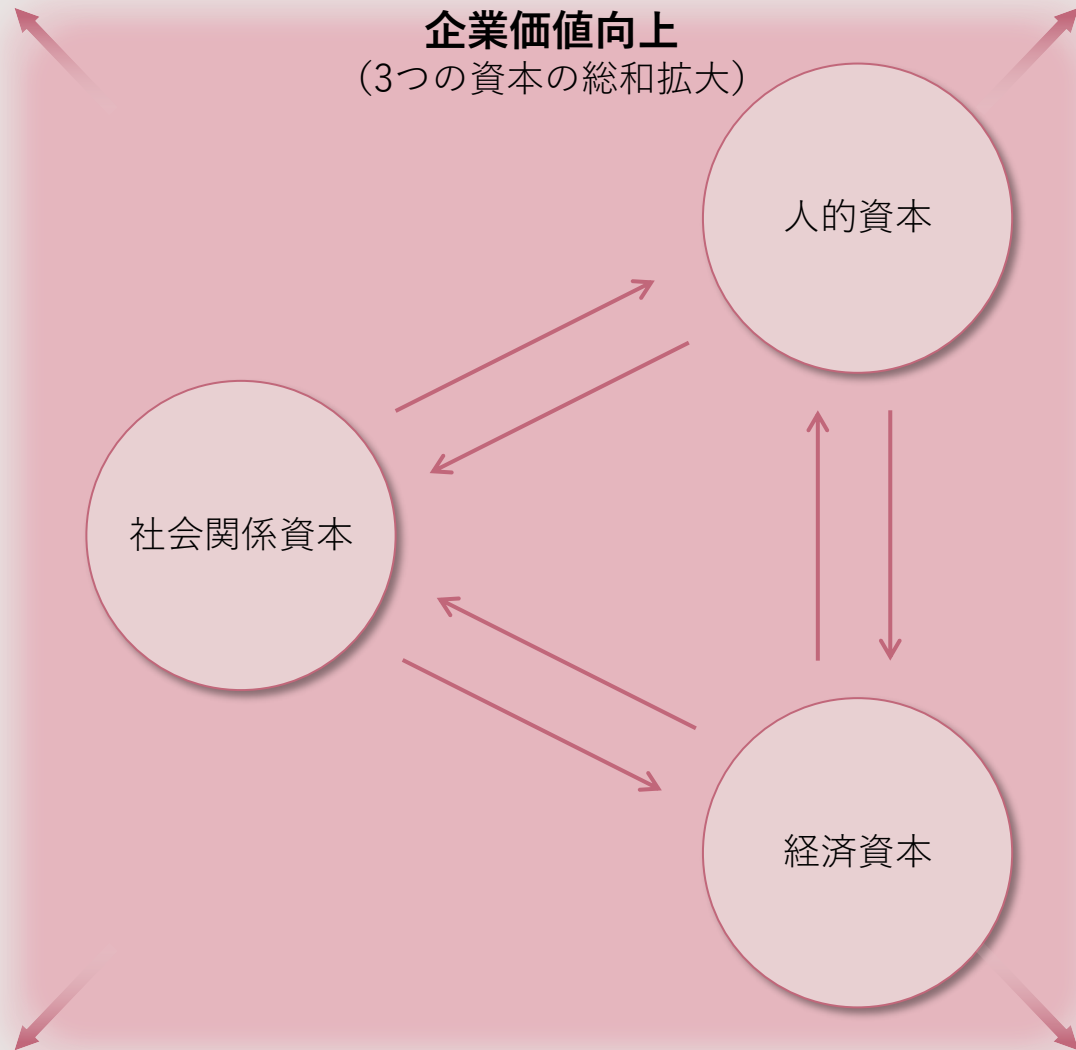 企業価値向上
（3つの資本の総和拡大）
人的資本
社会関係資本
経済資本